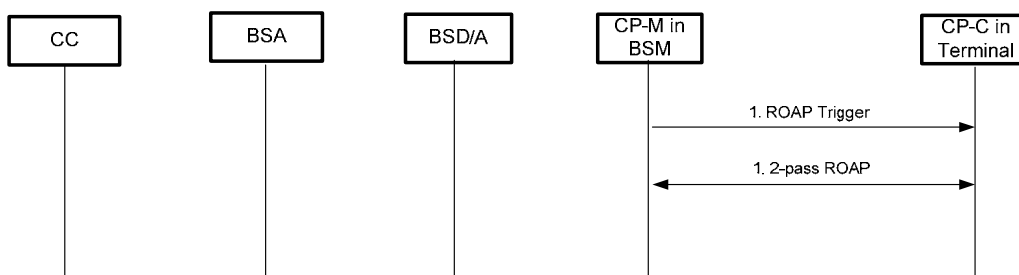 CC
BSA
BSD/A
CP-M in
BSM
CP-C in
Terminal
1. ROAP Trigger
1. 2-pass ROAP